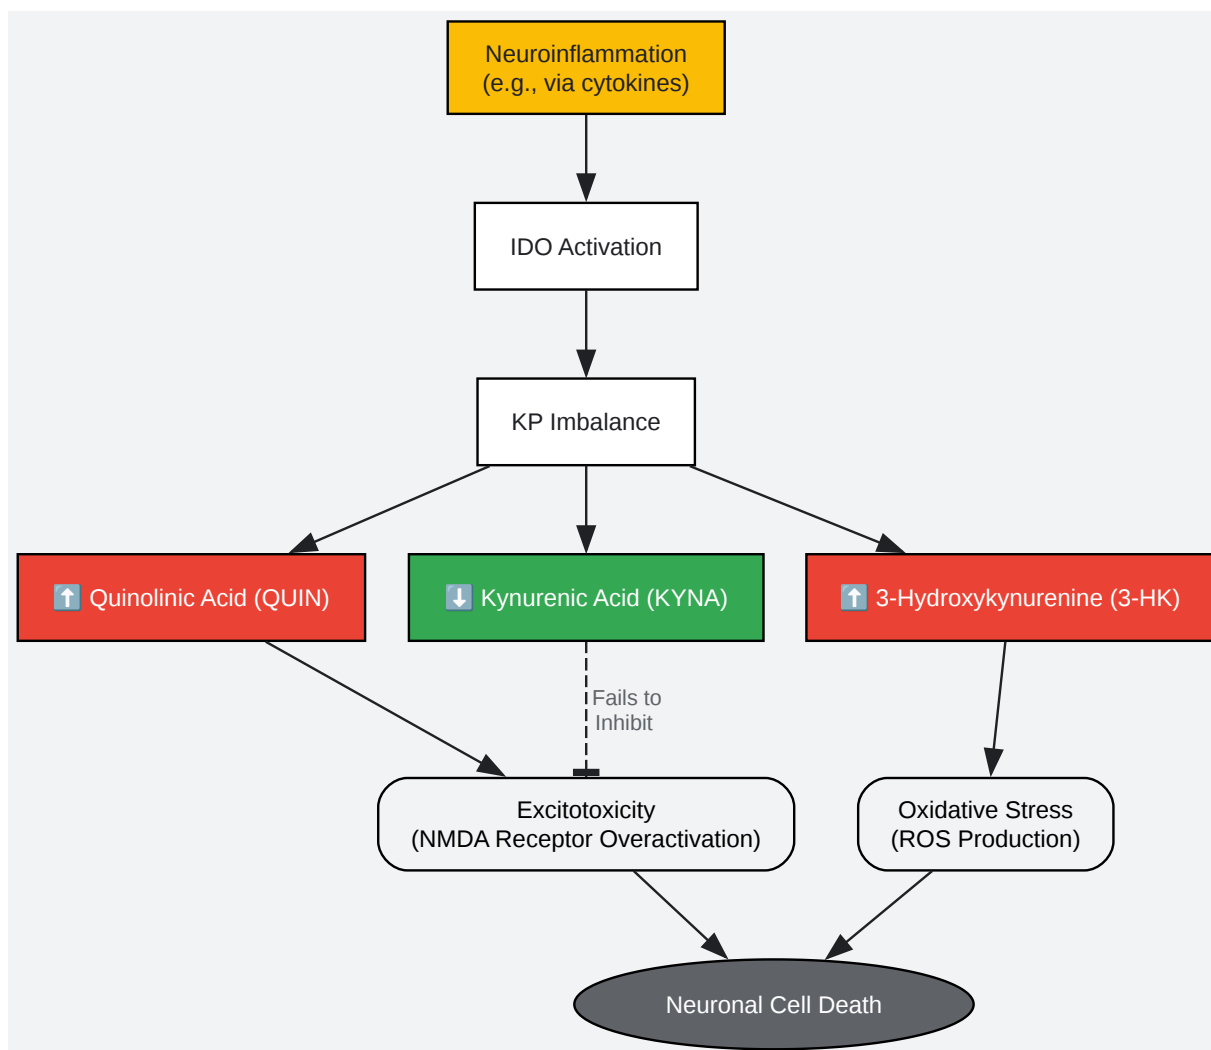 Neuroinflammation
(e.g., via cytokines)
IDO Activation
KP Imbalance
⬆️ Quinolinic Acid (QUIN)
⬇️ Kynurenic Acid (KYNA)
⬆️ 3-Hydroxykynurenine (3-HK)
Fails to
Inhibit
Excitotoxicity
(NMDA Receptor Overactivation)
Oxidative Stress
(ROS Production)
Neuronal Cell Death